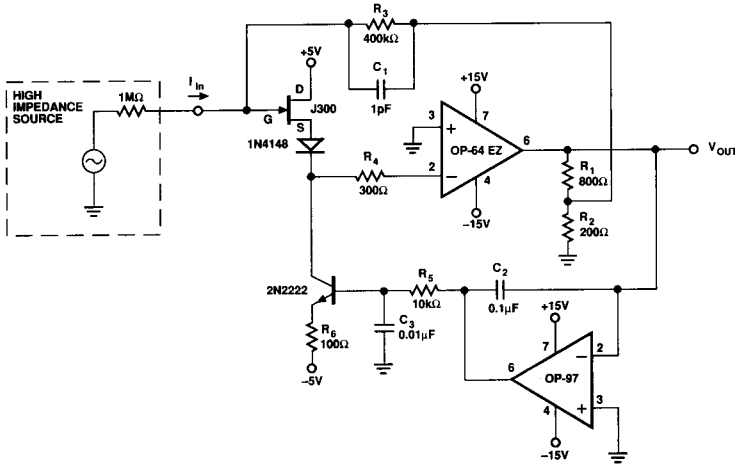 R3
400kΩ
+5V
C1
1pF
HIGH
IMPEDANCE
SOURCE
1MΩ
Iin
D
G
J300
S
1N4148
R4
300Ω
+15V
7
3
+
OP-64 EZ
6
2
−
4
−15V
VOUT
R1
800Ω
R2
200Ω
2N2222
R5
10kΩ
C2
0.1μF
C3
0.01μF
R6
100Ω
−5V
+15V
7
−
2
6
OP-97
+
3
4
−15V